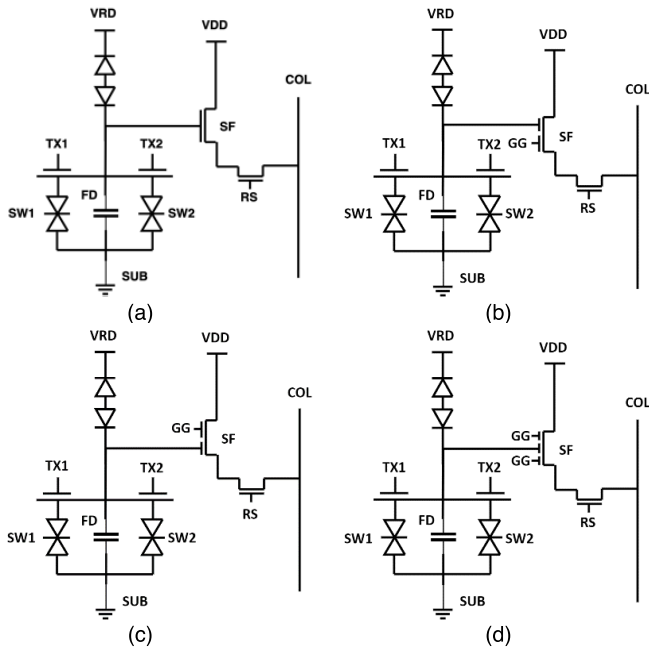 VRD
VDD
COL
SF
TX1
TX2
RS
FD
SW1
SW2
SUB
(a)
VRD
VDD
COL
GG
SF
TX1
TX2
RS
FD
SW1
SW2
SUB
(b)
VRD
VDD
COL
GG
SF
TX1
TX2
RS
FD
SW1
SW2
SUB
(c)
VRD
VDD
COL
GG
SF
GG
TX1
TX2
RS
FD
SW1
SW2
SUB
(d)